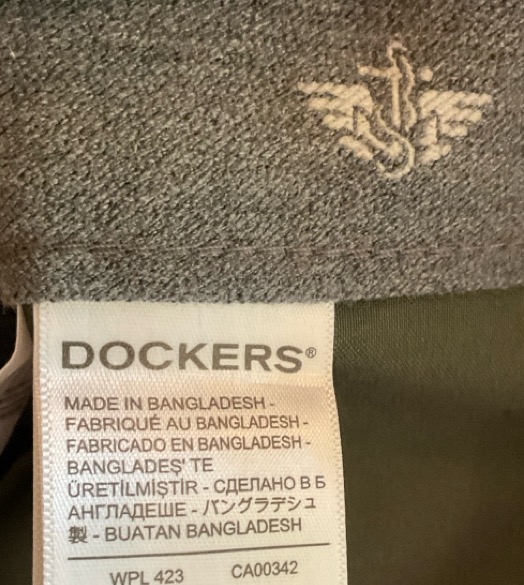 DOCKERS®
MADE IN BANGLADESH -
FABRIQUÉ AU BANGLADESH -
FABRICADO EN BANGLADESH -
BANGLADEŞ' TE
ÜRETİLMİŞTİR - СДЕЛАНО В Б
АНГЛАДЕШЕ - バングラデシュ
製 - BUATAN BANGLADESH
WPL 423 CA00342